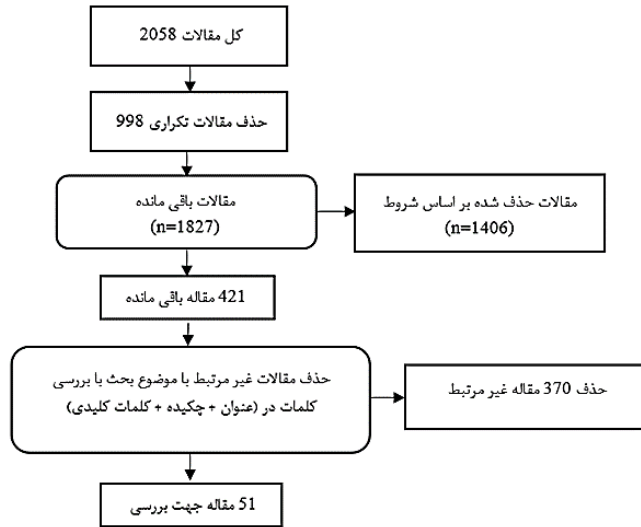 کل مقالات 2058
حذف مقالات تکراری 998
مقالات باقی مانده
(n=1827)
مقالات حذف شده بر اساس شروط
(n=1406)
421 مقاله باقی مانده
حذف مقالات غیر مرتبط با موضوع بحث با بررسی
کلمات در (عنوان + چکیده + کلمات کلیدی)
حذف 370 مقاله غیر مرتبط
51 مقاله جهت بررسی